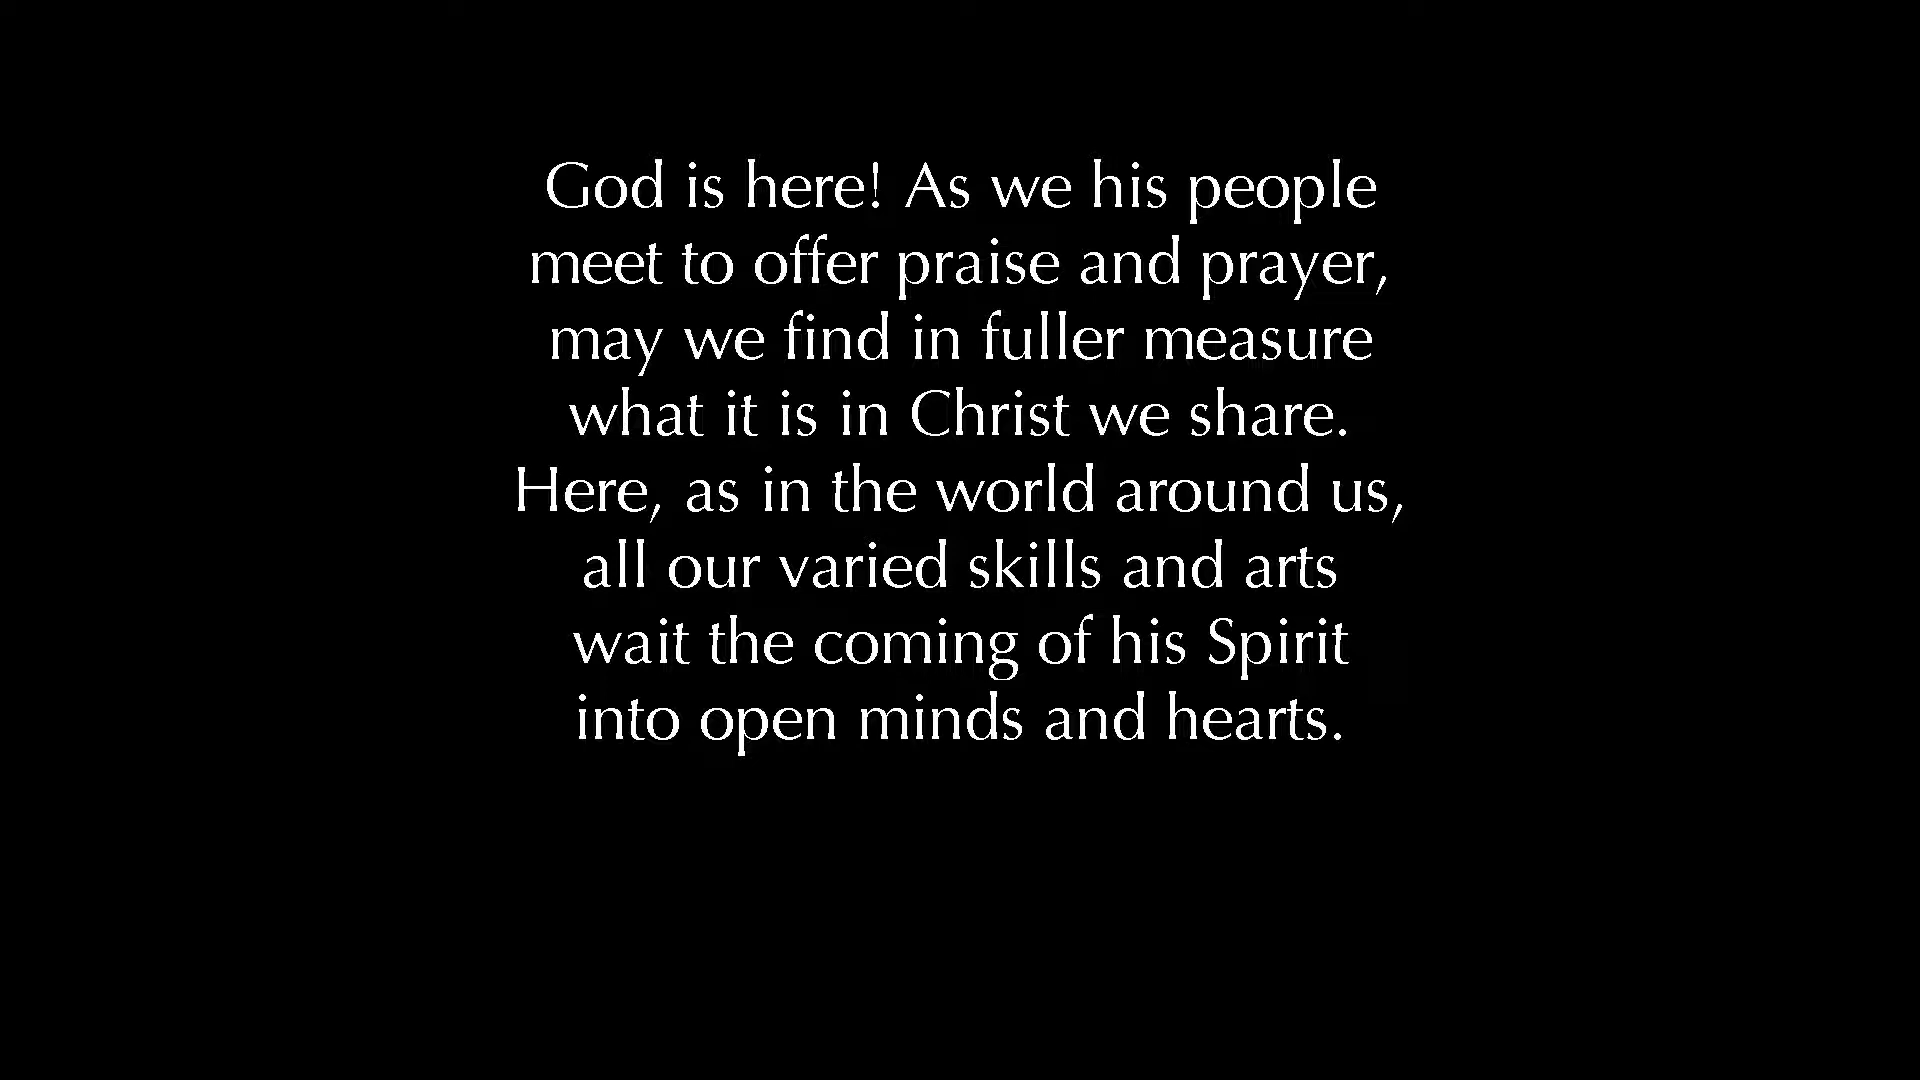 God is here! As we his people
meet to offer praise and prayer,
may we find in fuller measure
what it is in Christ we share.
Here, as in the world around us,
all our varied skills and arts
wait the coming of his Spirit
into open minds and hearts.